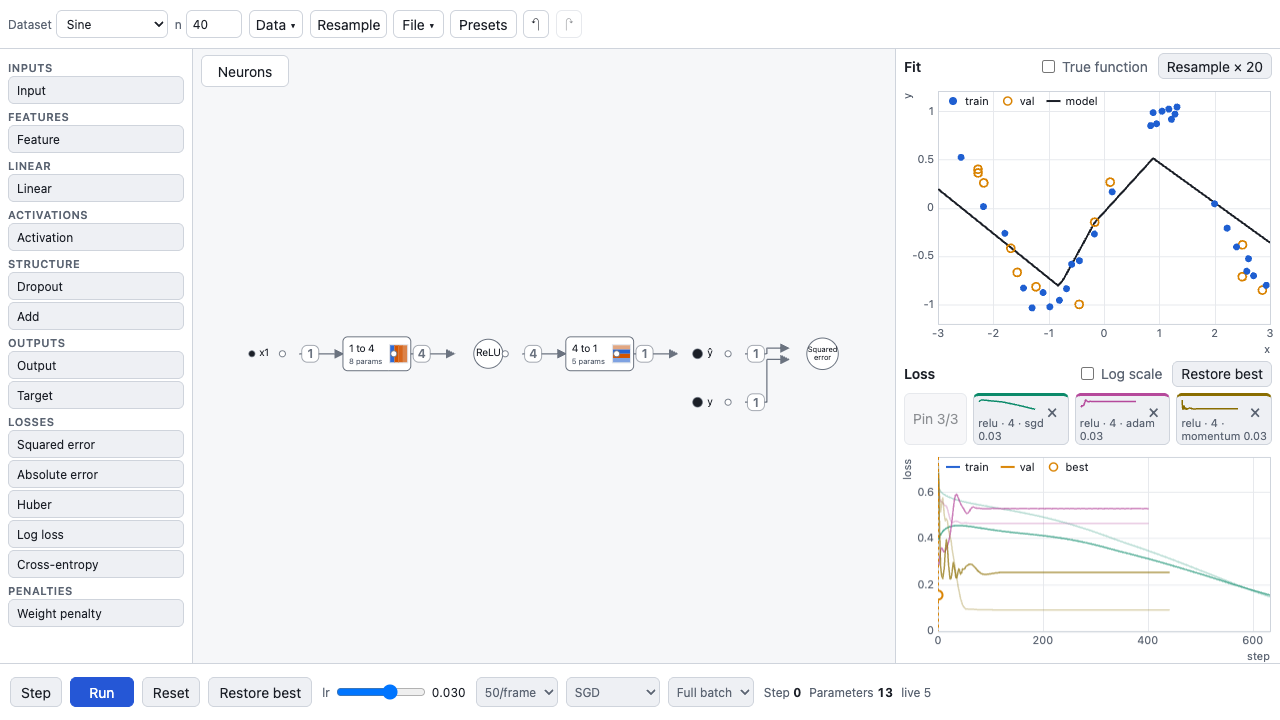 Dataset Sine n 40 Data ▾ Resample File ▾ Presets
INPUTS
Input
FEATURES
Feature
LINEAR
Linear
ACTIVATIONS
Activation
STRUCTURE
Dropout
Add
OUTPUTS
Output
Target
LOSSES
Squared error
Absolute error
Huber
Log loss
Cross-entropy
PENALTIES
Weight penalty
Neurons
x1 1 1 to 4 8 params 4 ReLU 4 4 to 1 5 params 1 ŷ 1 Squared error
y 1
Fit True function Resample × 20
y
train val model
1
0.5
0
-0.5
-1
-3 -2 -1 0 1 2 3
x
Loss Log scale Restore best
Pin 3/3
relu · 4 · sgd
0.03
relu · 4 · adam
0.03
relu · 4 ·
momentum 0.03
loss
train val best
0.6
0.4
0.2
0
0 200 400 600
step
Step Run Reset Restore best lr 0.030 50/frame SGD Full batch Step 0 Parameters 13 live 5